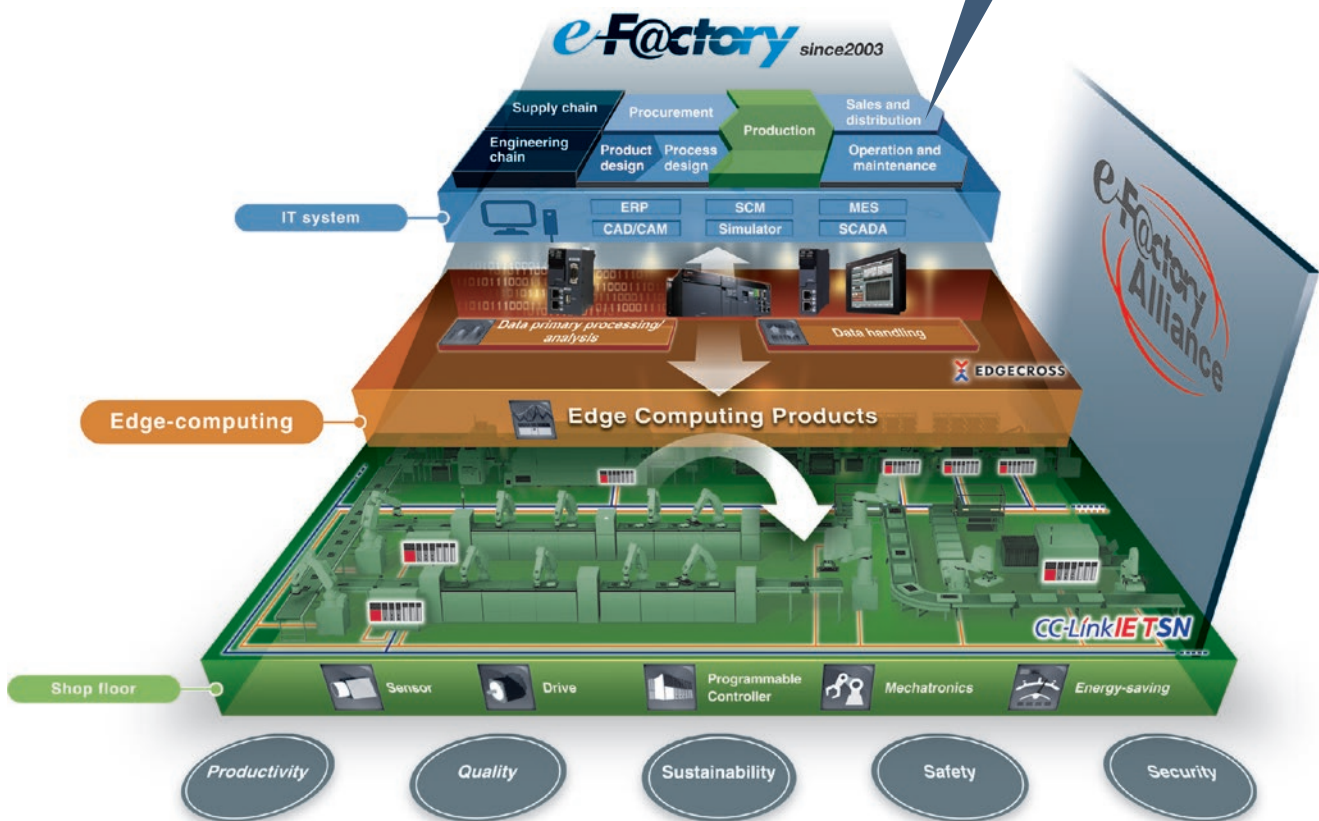 e-F@ctory since2003
Supply chain
Procurement
Production
Sales and
distribution
Engineering
chain
Product
design
Process
design
Operation and
maintenance
IT system
ERP
SCM
MES
CAD/CAM
Simulator
SCADA
Data primary processing/
analysis
Data handling
EDGECROSS
Edge-computing
Edge Computing Products
e-F@ctory
Alliance
CC-Link IE TSN
Shop floor
Sensor
Drive
Programmable
Controller
Mechatronics
Energy-saving
Productivity
Quality
Sustainability
Safety
Security